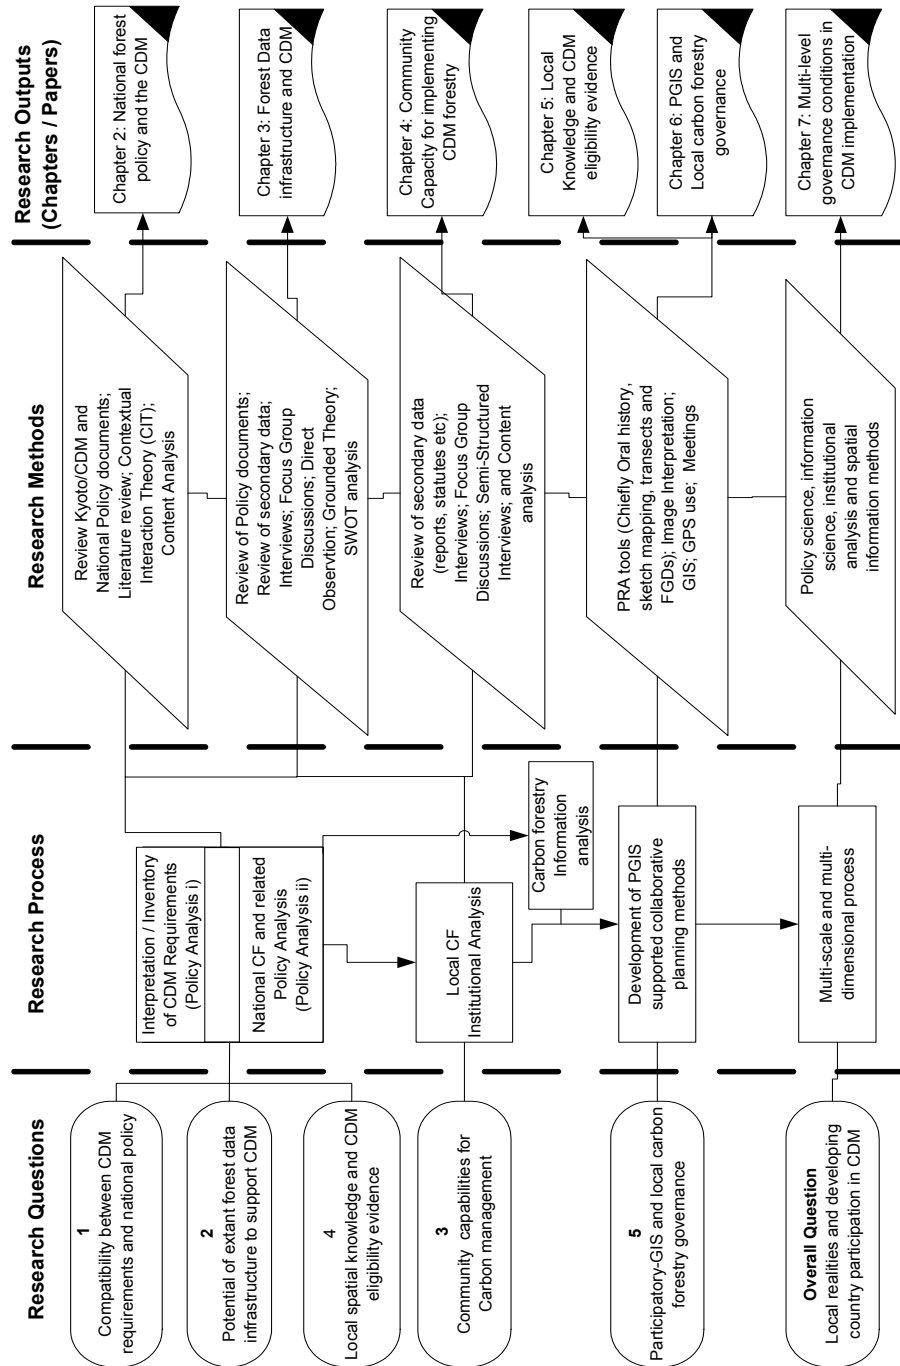 Research Questions
1
Compatibility between CDM
requirements and national policy
2
Potential of extant forest data
infrastructure to support CDM
4
Local spatial knowledge and CDM
eligibility evidence
3
Community capabilities for
Carbon management
5
Participatory-GIS and local carbon
forestry governance
Overall Question
Local realities and developing
country participation in CDM
Research Process
Interpretation / Inventory
of CDM Requirements
(Policy Analysis i)
National CF and related
Policy Analysis
(Policy Analysis ii)
Local CF
Institutional Analysis
Carbon forestry
Information
analysis
Development of PGIS
supported collaborative
planning methods
Multi-scale and multi-
dimensional process
Research Methods
Review Kyoto/CDM and
National Policy documents;
Literature review; Contextual
Interaction Theory (CIT);
Content Analysis
Review of Policy documents;
Review of secondary data;
Interviews; Focus Group
Discussions; Direct
Observtion; Grounded Theory;
SWOT analysis
Review of secondary data
(reports, statutes etc);
Interviews; Focus Group
Discussions; Semi-Structured
Interviews; and Content
analysis
PRA tools (Chiefly Oral history,
sketch mapping, transects and
FGDs); Image Interpretation;
GIS; GPS use; Meetings
Policy science, information
science, institutional
analysis and spatial
information methods
Research Outputs
(Chapters / Papers)
Chapter 2: National forest
policy and the CDM
Chapter 3: Forest Data
infrastructure and CDM
Chapter 4: Community
Capacity for implementing
CDM forestry
Chapter 5: Local
Knowledge and CDM
eligibility evidence
Chapter 6: PGIS and
Local carbon forestry
governance
Chapter 7: Multi-level
governance conditions in
CDM implementation